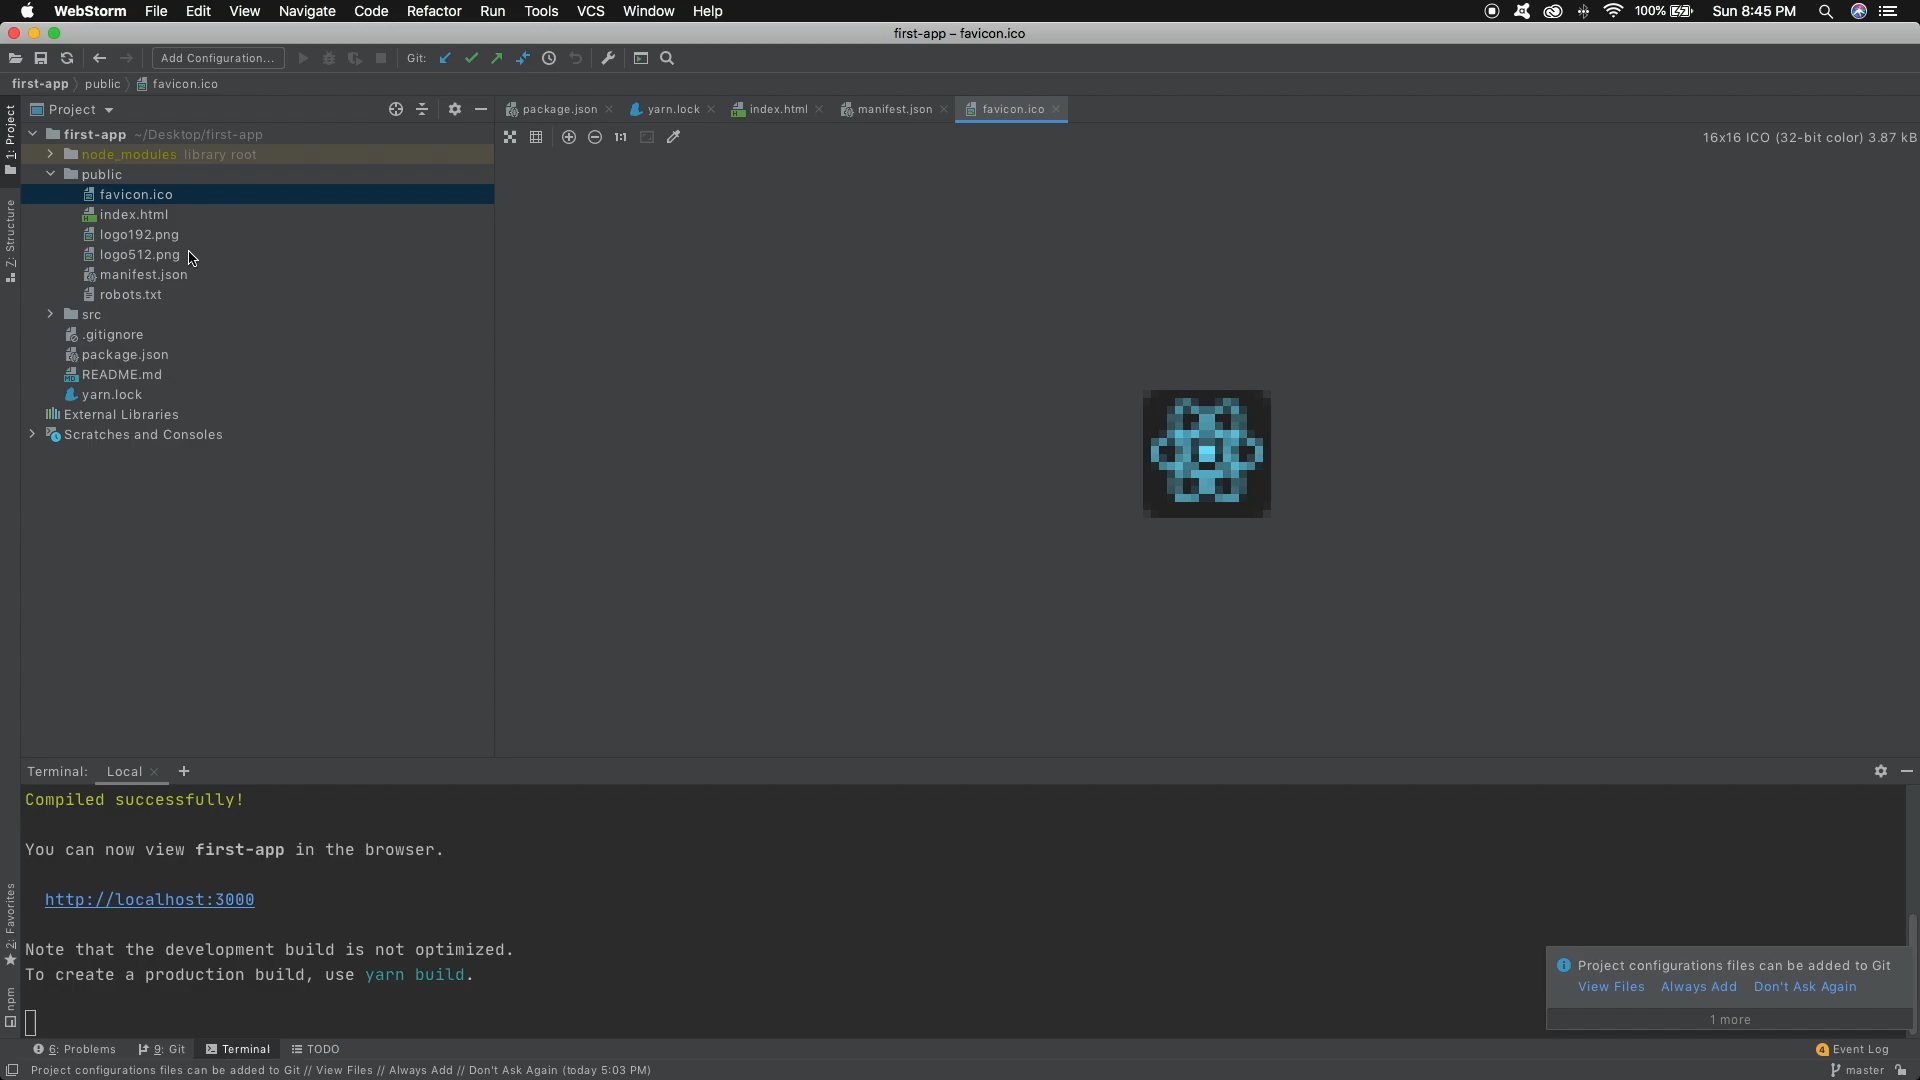 WebStorm File Edit View Navigate Code Refactor Run Tools VCS Window Help 100% Sun 8:45 PM
first-app – favicon.ico
Add Configuration... Git:
first-app public favicon.ico
Project
package.json yarn.lock index.html manifest.json favicon.ico
1:1 16x16 ICO (32-bit color) 3.87 kB
1: Project
7: Structure
2: Favorites
npm
first-app ~/Desktop/first-app
node_modules library root
public
favicon.ico
index.html
logo192.png
logo512.png
manifest.json
robots.txt
src
.gitignore
package.json
README.md
yarn.lock
External Libraries
Scratches and Consoles
Terminal: Local
Compiled successfully!
You can now view first-app in the browser.
http://localhost:3000
Note that the development build is not optimized.
To create a production build, use yarn build.
Project configurations files can be added to Git
View Files Always Add Don't Ask Again
1 more
6: Problems 9: Git Terminal TODO 4 Event Log
Project configurations files can be added to Git // View Files // Always Add // Don't Ask Again (today 5:03 PM) master